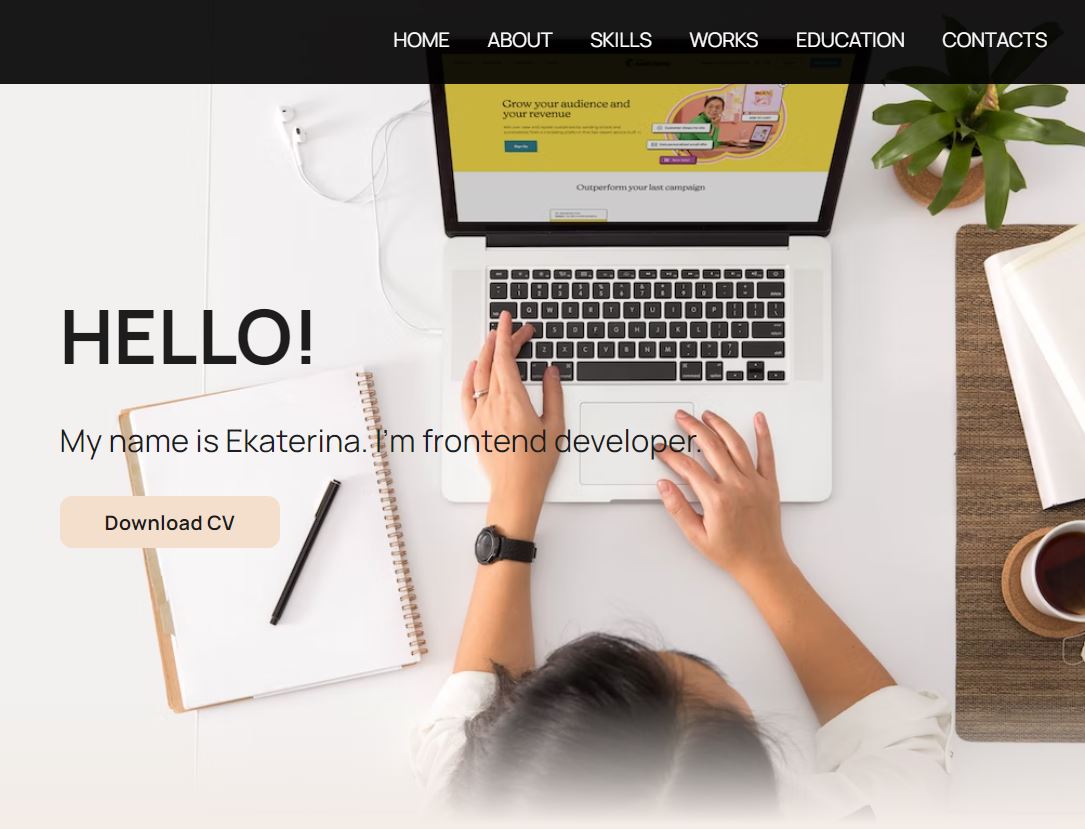 HOME ABOUT SKILLS WORKS EDUCATION CONTACTS
Grow your audience and
your revenue
Sign Up
Outperform your last campaign
HELLO!
My name is Ekaterina. I'm frontend developer.
Download CV